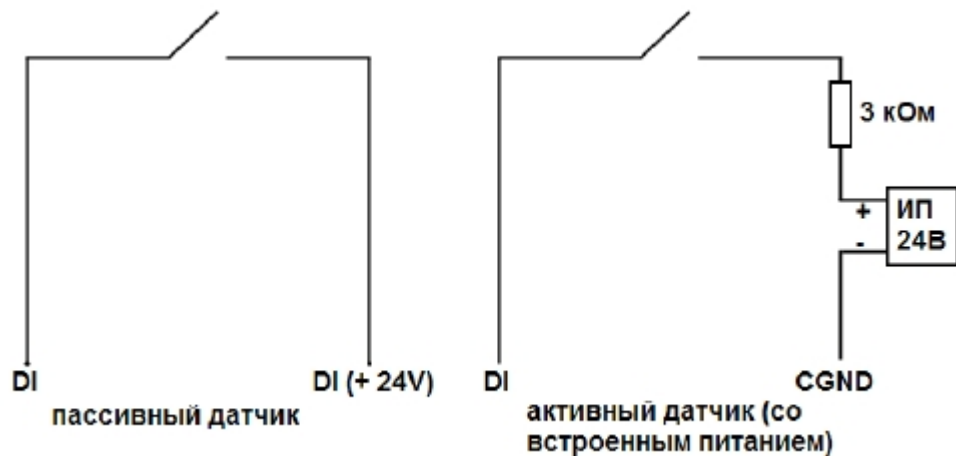 3 кОм
+ ИП
- 24В
DI DI (+ 24V) DI CGND
пассивный датчик
активный датчик (со
встроенным питанием)